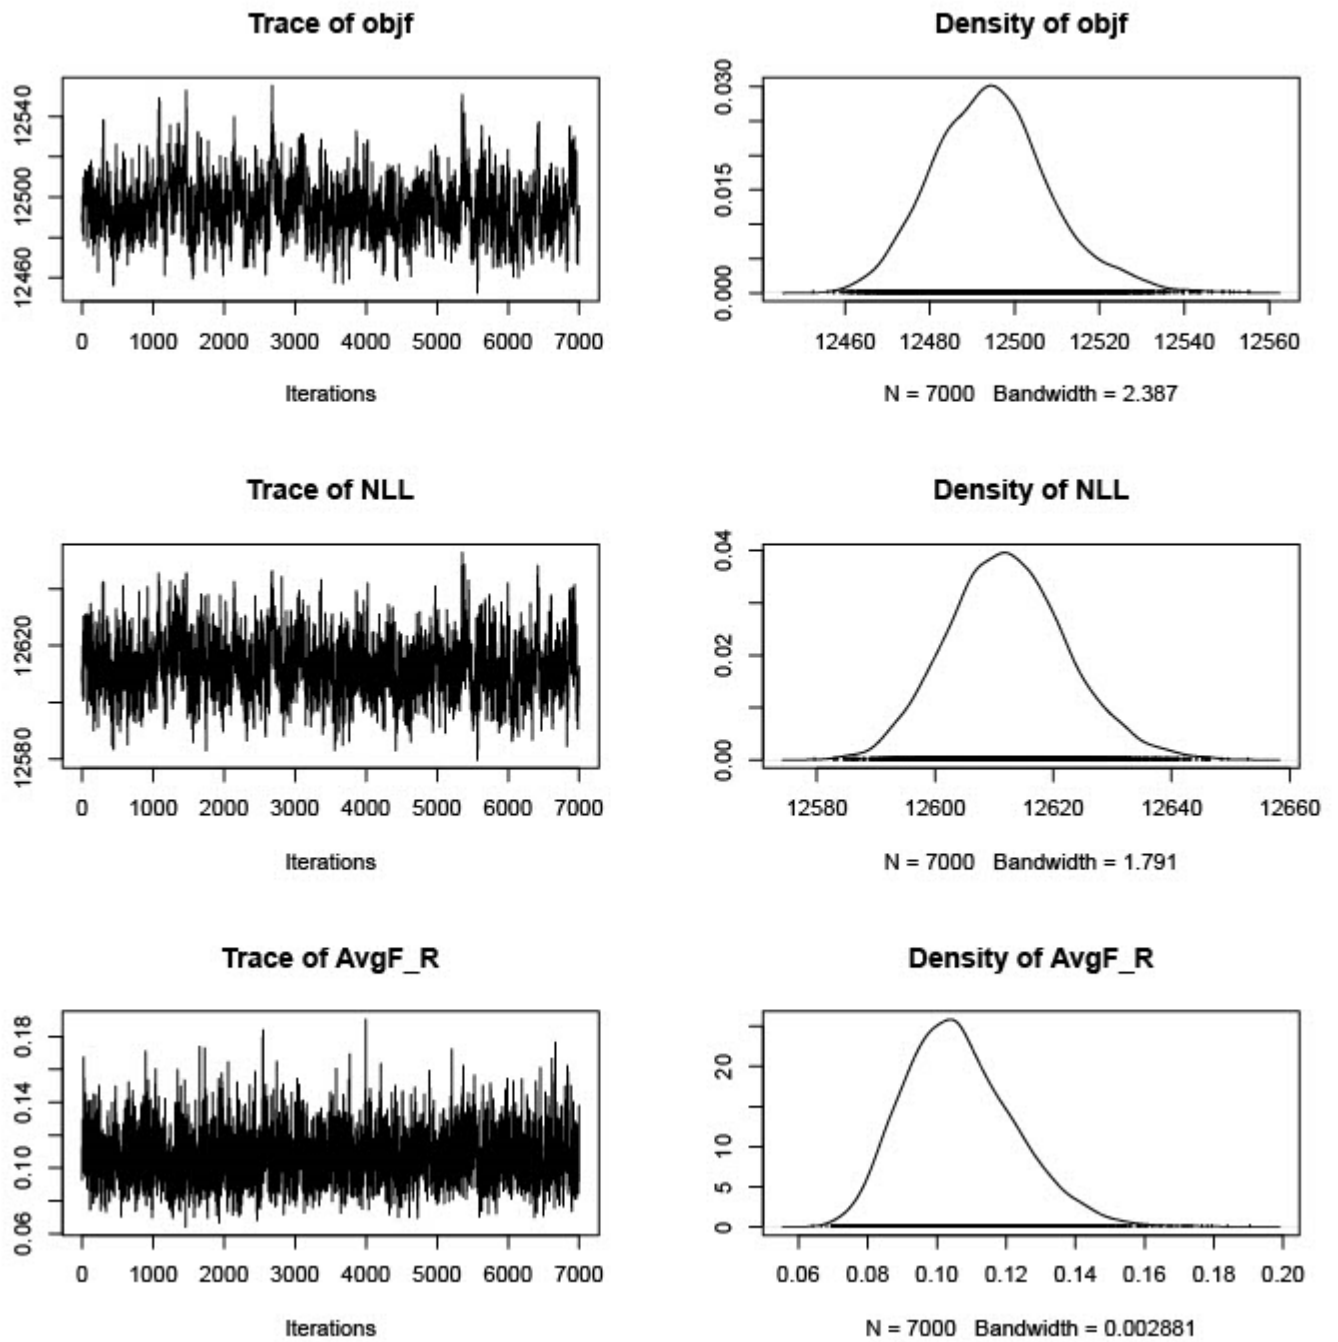 Trace of objf
12460 12500 12540
0 1000 2000 3000 4000 5000 6000 7000
Iterations
Density of objf
0.000 0.015 0.030
12460 12480 12500 12520 12540 12560
N = 7000 Bandwidth = 2.387
Trace of NLL
12580 12620
0 1000 2000 3000 4000 5000 6000 7000
Iterations
Density of NLL
0.00 0.02 0.04
12580 12600 12620 12640 12660
N = 7000 Bandwidth = 1.791
Trace of AvgF_R
0.06 0.10 0.14 0.18
0 1000 2000 3000 4000 5000 6000 7000
Iterations
Density of AvgF_R
0 5 10 20
0.06 0.08 0.10 0.12 0.14 0.16 0.18 0.20
N = 7000 Bandwidth = 0.002881